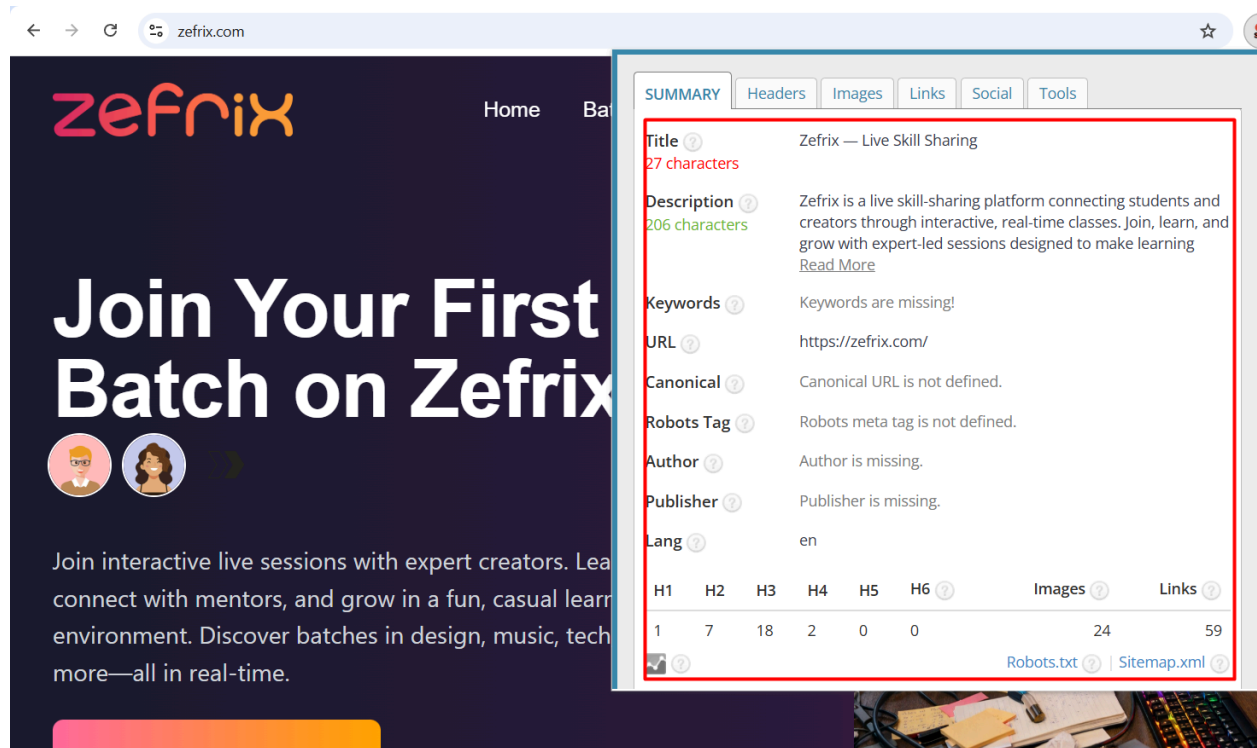 zefrix.com
zefrix
Home
Join Your First
Batch on Zefrix
Join interactive live sessions with expert creators.
connect with mentors, and grow in a fun, casual
environment. Discover batches in design, music, tech
more—all in real-time.
SUMMARY Headers Images Links Social Tools
Title ? Zefrix — Live Skill Sharing
27 characters
Description ? Zefrix is a live skill-sharing platform connecting students and
206 characters creators through interactive, real-time classes. Join, learn, and
grow with expert-led sessions designed to make learning
Read More
Keywords ? Keywords are missing!
URL ? https://zefrix.com/
Canonical ? Canonical URL is not defined.
Robots Tag ? Robots meta tag is not defined.
Author ? Author is missing.
Publisher ? Publisher is missing.
Lang ? en
H1 H2 H3 H4 H5 H6 ? Images ? Links ?
1 7 18 2 0 0 24 59
? Robots.txt ? | Sitemap.xml ?